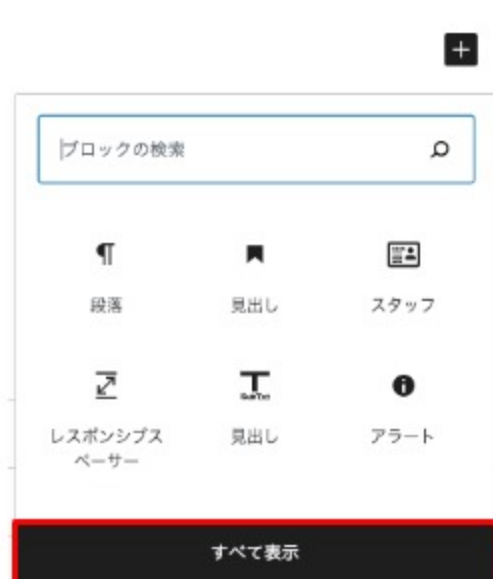 ブロックの検索
段落
見出し
スタッフ
レスポンシブス
ペーサー
見出し
アラート
すべて表示